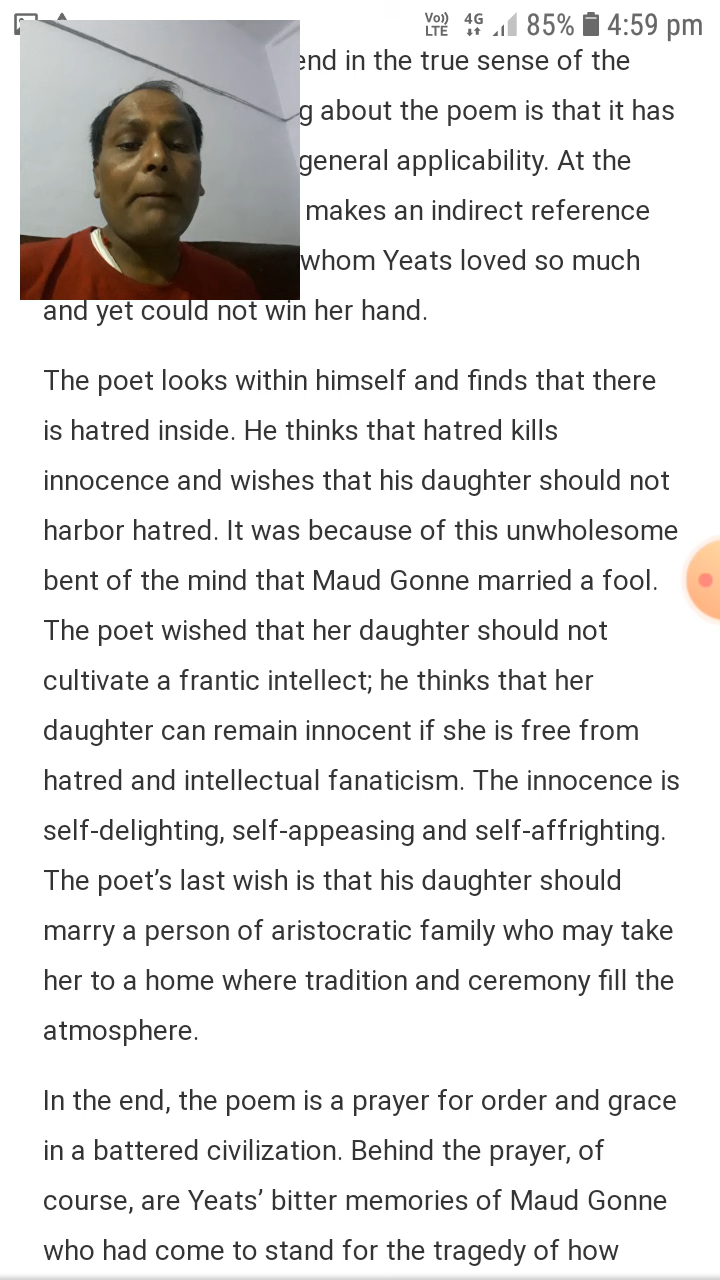 Vo)) LTE 4G 85% 4:59 pm
end in the true sense of the
g about the poem is that it has
general applicability. At the
makes an indirect reference
whom Yeats loved so much
and yet could not win her hand.
The poet looks within himself and finds that there
is hatred inside. He thinks that hatred kills
innocence and wishes that his daughter should not
harbor hatred. It was because of this unwholesome
bent of the mind that Maud Gonne married a fool.
The poet wished that her daughter should not
cultivate a frantic intellect; he thinks that her
daughter can remain innocent if she is free from
hatred and intellectual fanaticism. The innocence is
self-delighting, self-appeasing and self-affrighting.
The poet’s last wish is that his daughter should
marry a person of aristocratic family who may take
her to a home where tradition and ceremony fill the
atmosphere.
In the end, the poem is a prayer for order and grace
in a battered civilization. Behind the prayer, of
course, are Yeats’ bitter memories of Maud Gonne
who had come to stand for the tragedy of how